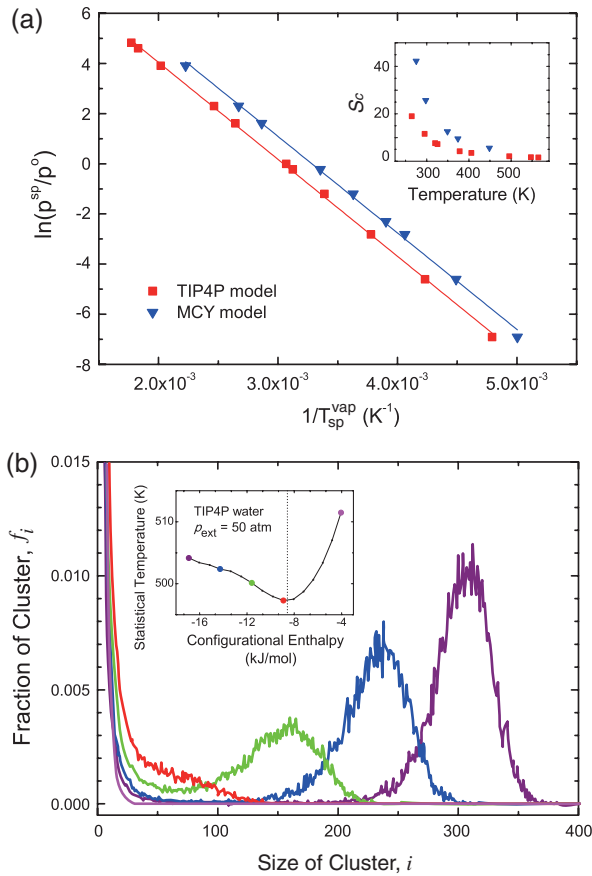 (a)
6
4
2
0
-2
-4
-6
-8
ln(p^sp/p^o)
2.0x10^-3 3.0x10^-3 4.0x10^-3 5.0x10^-3
1/T_sp^vap (K^-1)
TIP4P model
MCY model
40
20
0
Sc
300 400 500
Temperature (K)
(b)
0.015
0.010
0.005
0.000
Fraction of Cluster, f_i
0 100 200 300 400
Size of Cluster, i
TIP4P water
p_ext = 50 atm
510
500
Statistical Temperature (K)
-16 -12 -8 -4
Configurational Enthalpy
(kJ/mol)